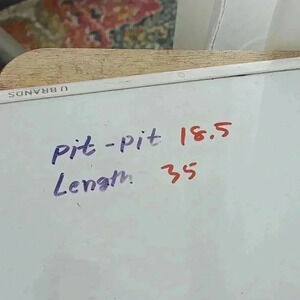 U BRANDS
pit-pit 18.5
Length 35